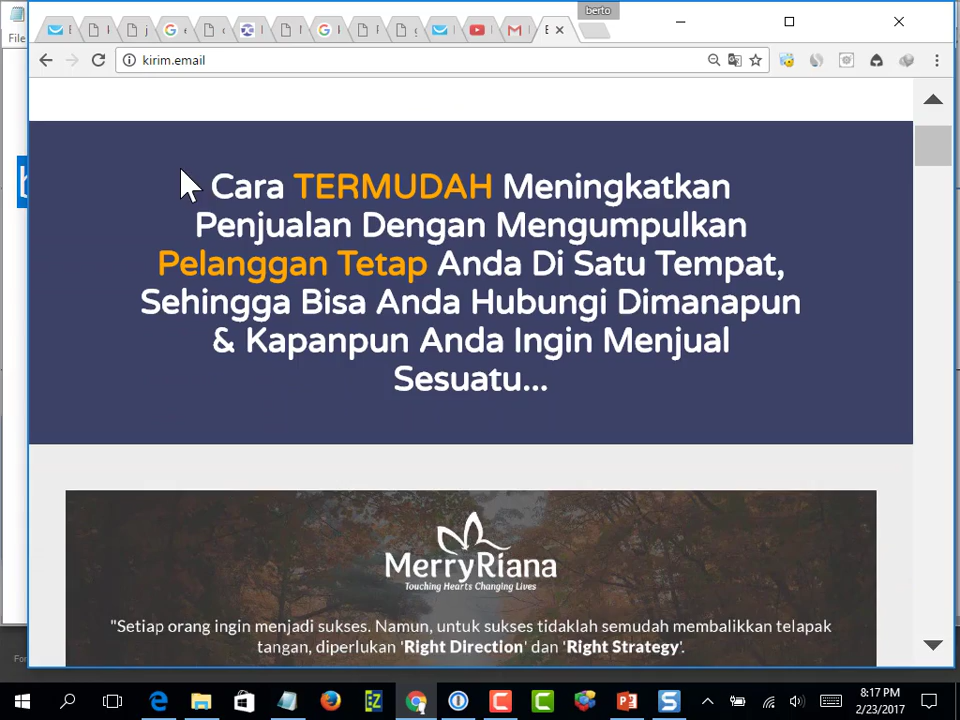 berto
File
kirim.email
Cara TERMUDAH Meningkatkan
Penjualan Dengan Mengumpulkan
Pelanggan Tetap Anda Di Satu Tempat,
Sehingga Bisa Anda Hubungi Dimanapun
& Kapanpun Anda Ingin Menjual
Sesuatu...
MerryRiana
Touching Hearts Changing Lives
"Setiap orang ingin menjadi sukses. Namun, untuk sukses tidaklah semudah membalikkan telapak
tangan, diperlukan 'Right Direction' dan 'Right Strategy'.
8:17 PM
2/23/2017